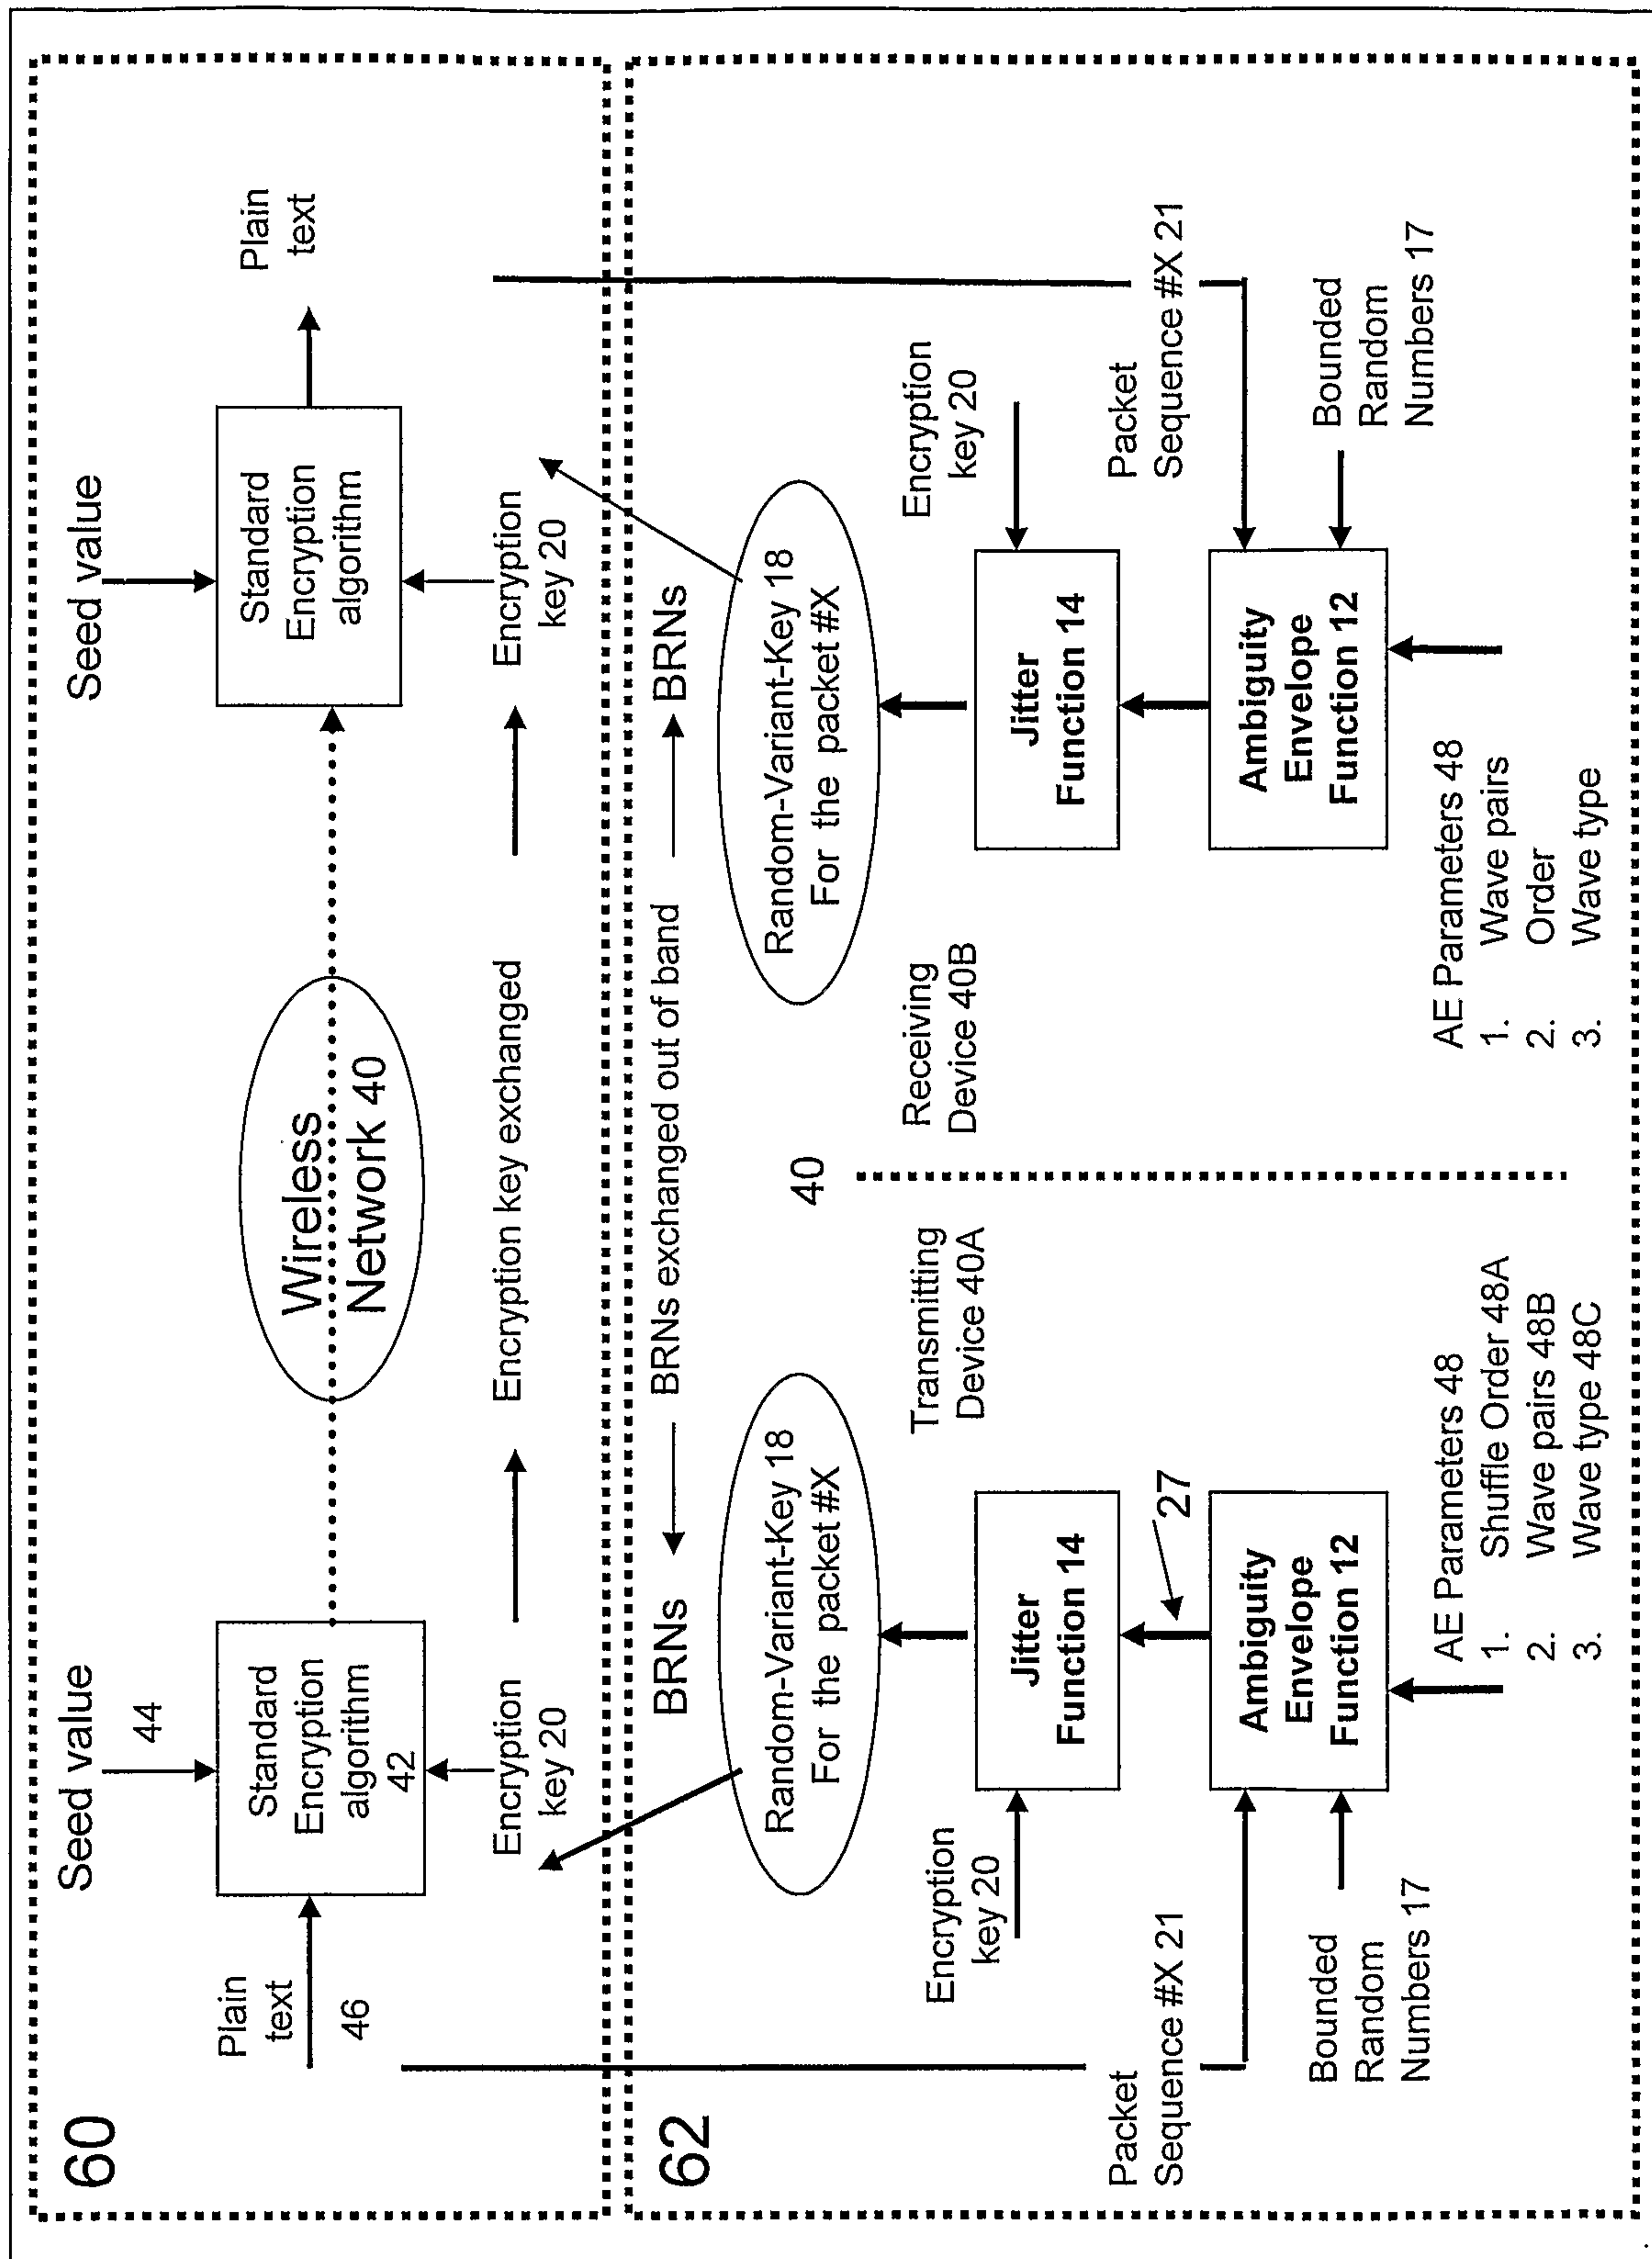 60
Seed value
44
Seed value
Plain
text
46
Standard
Encryption
algorithm
42
Wireless
Network 40
Standard
Encryption
algorithm
Plain
text
Encryption
key 20
Encryption key exchanged
Encryption
key 20
62
BRNs
BRNs exchanged out of band
BRNs
Random-Variant-Key 18
For the packet #X
40
Random-Variant-Key 18
For the packet #X
Transmitting
Device 40A
Receiving
Device 40B
Encryption
key 20
Jitter
Function 14
Jitter
Function 14
Encryption
key 20
Packet
Sequence #X 21
27
Packet
Sequence #X 21
Ambiguity
Envelope
Function 12
Ambiguity
Envelope
Function 12
Bounded
Random
Numbers 17
Bounded
Random
Numbers 17
AE Parameters 48
1. Shuffle Order 48A
2. Wave pairs 48B
3. Wave type 48C
AE Parameters 48
1. Wave pairs
2. Order
3. Wave type